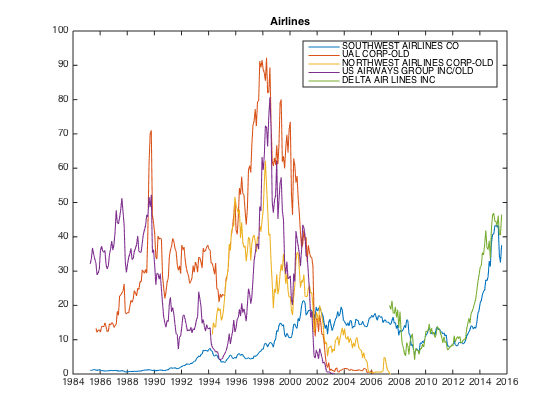 Airlines
SOUTHWEST AIRLINES CO
UAL CORP-OLD
NORTHWEST AIRLINES CORP-OLD
US AIRWAYS GROUP INC/OLD
DELTA AIR LINES INC
100
90
80
70
60
50
40
30
20
10
0
1984 1986 1988 1990 1992 1994 1996 1998 2000 2002 2004 2006 2008 2010 2012 2014 2016